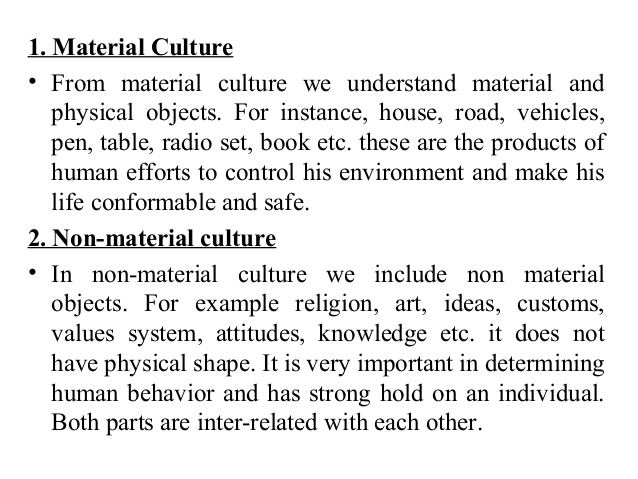 1. Material Culture
• From material culture we understand material and
physical objects. For instance, house, road, vehicles,
pen, table, radio set, book etc. these are the products of
human efforts to control his environment and make his
life conformable and safe.
2. Non-material culture
• In non-material culture we include non material
objects. For example religion, art, ideas, customs,
values system, attitudes, knowledge etc. it does not
have physical shape. It is very important in determining
human behavior and has strong hold on an individual.
Both parts are inter-related with each other.